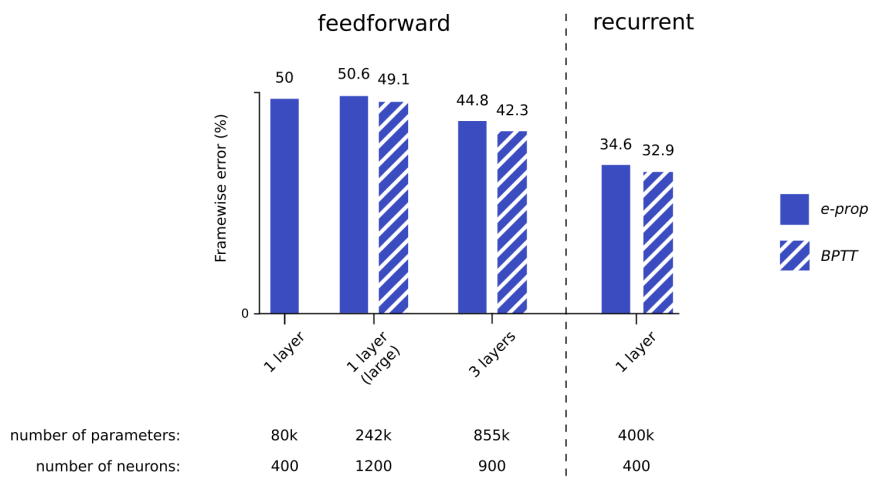 feedforward
recurrent
Framewise error (%)
50
50.6
49.1
44.8
42.3
34.6
32.9
0
1 layer
1 layer
(large)
3 layers
1 layer
e-prop
BPTT
number of parameters: 80k 242k 855k 400k
number of neurons: 400 1200 900 400